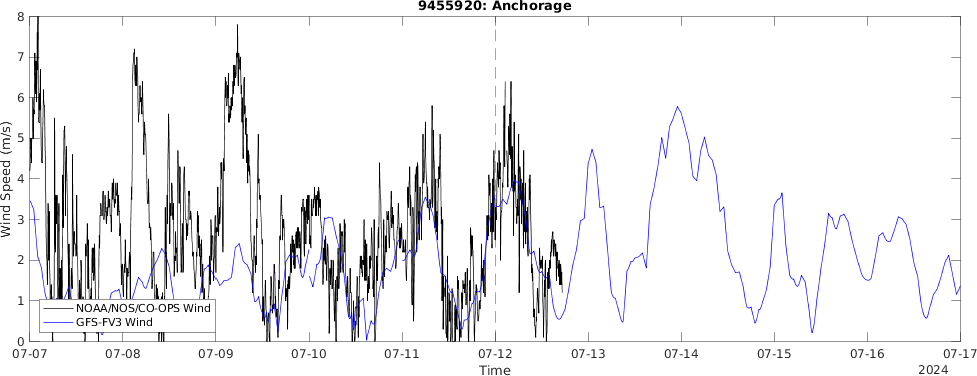 9455920: Anchorage
8
7
6
5
4
3
2
1
0
Wind Speed (m/s)
NOAA/NOS/CO-OPS Wind
GFS-FV3 Wind
07-07 07-08 07-09 07-10 07-11 07-12 07-13 07-14 07-15 07-16 07-17
Time
2024